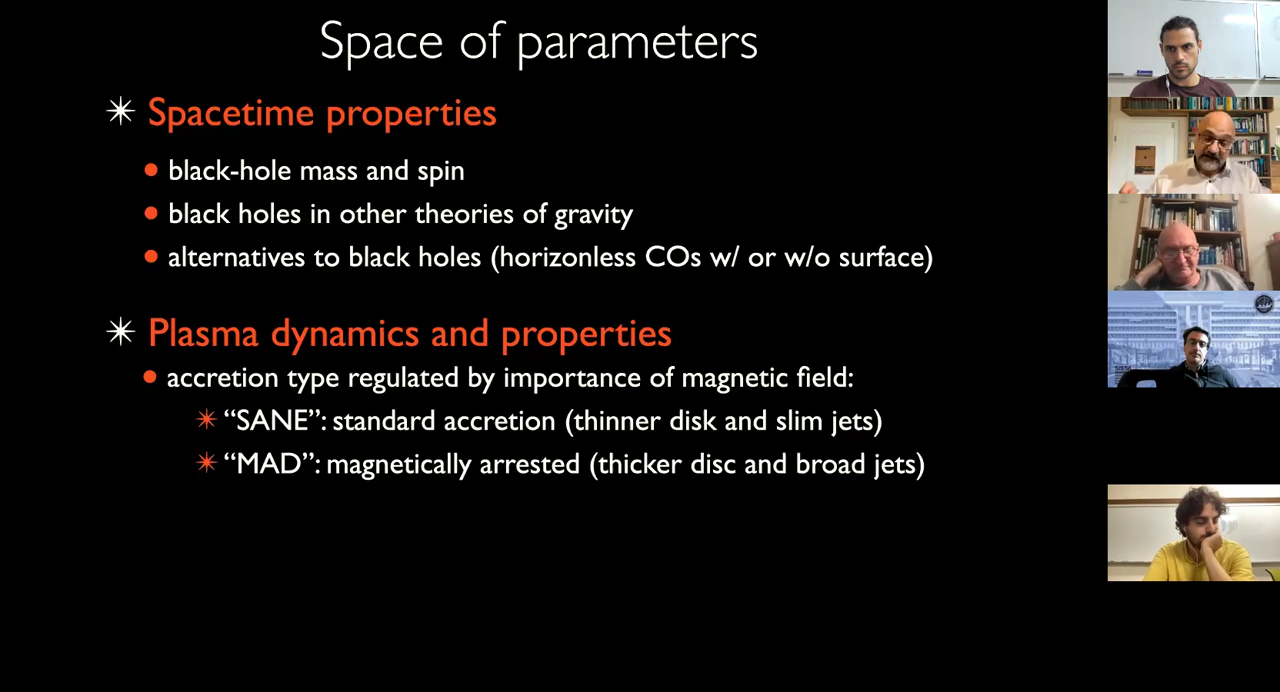 Space of parameters
Spacetime properties
black-hole mass and spin
black holes in other theories of gravity
alternatives to black holes (horizonless COs w/ or w/o surface)
Plasma dynamics and properties
accretion type regulated by importance of magnetic field:
“SANE”: standard accretion (thinner disk and slim jets)
“MAD”: magnetically arrested (thicker disc and broad jets)